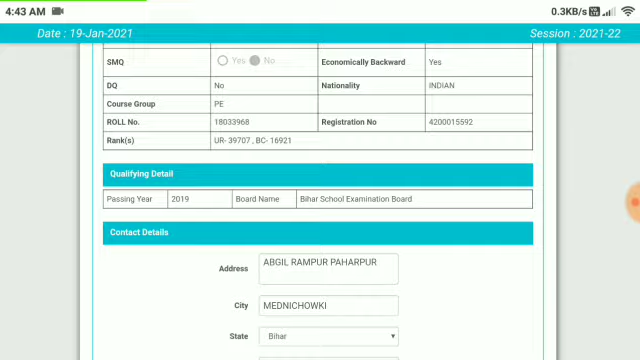 4:43 AM 0.3KB/s
Date : 19-Jan-2021 Session : 2021-22
SMQ Yes No Economically Backward Yes
DQ No Nationality INDIAN
Course Group PE
ROLL No. 18033968 Registration No 4200015592
Rank(s) UR- 39707 , BC- 16921
Qualifying Detail
Passing Year 2019 Board Name Bihar School Examination Board
Contact Details
Address ABGIL RAMPUR PAHARPUR
City MEDNICHOWKI
State Bihar